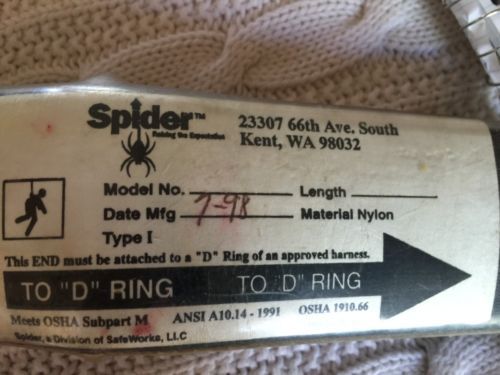 Spider™
Raising the Expectation
23307 66th Ave. South
Kent, WA 98032
Model No. Length
Date Mfg 7-98 Material Nylon
Type I
This END must be attached to a "D" Ring of an approved harness.
TO "D" RING TO "D" RING
Meets OSHA Subpart M ANSI A10.14 - 1991 OSHA 1910.66
Spider, a Division of SafeWorks, LLC